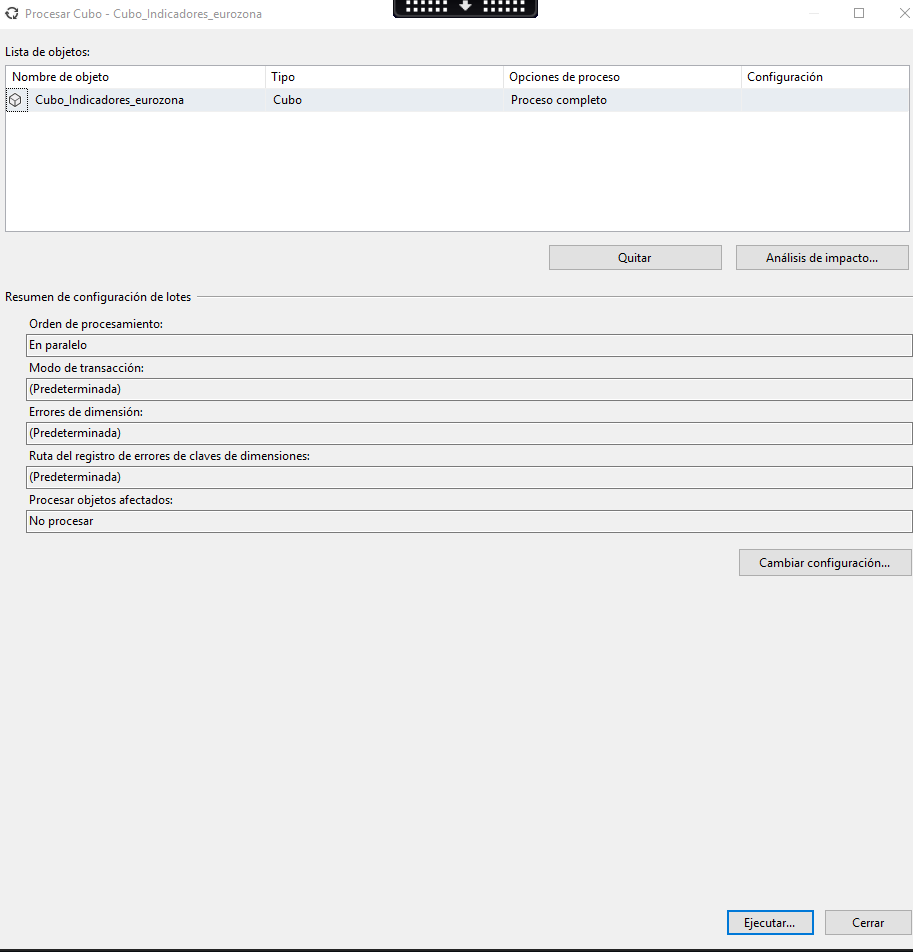 Procesar Cubo - Cubo_Indicadores_eurozona
Lista de objetos:
Nombre de objeto Tipo Opciones de proceso Configuración
Cubo_Indicadores_eurozona Cubo Proceso completo
Quitar Análisis de impacto...
Resumen de configuración de lotes
Orden de procesamiento:
En paralelo
Modo de transacción:
(Predeterminada)
Errores de dimensión:
(Predeterminada)
Ruta del registro de errores de claves de dimensiones:
(Predeterminada)
Procesar objetos afectados:
No procesar
Cambiar configuración...
Ejecutar... Cerrar